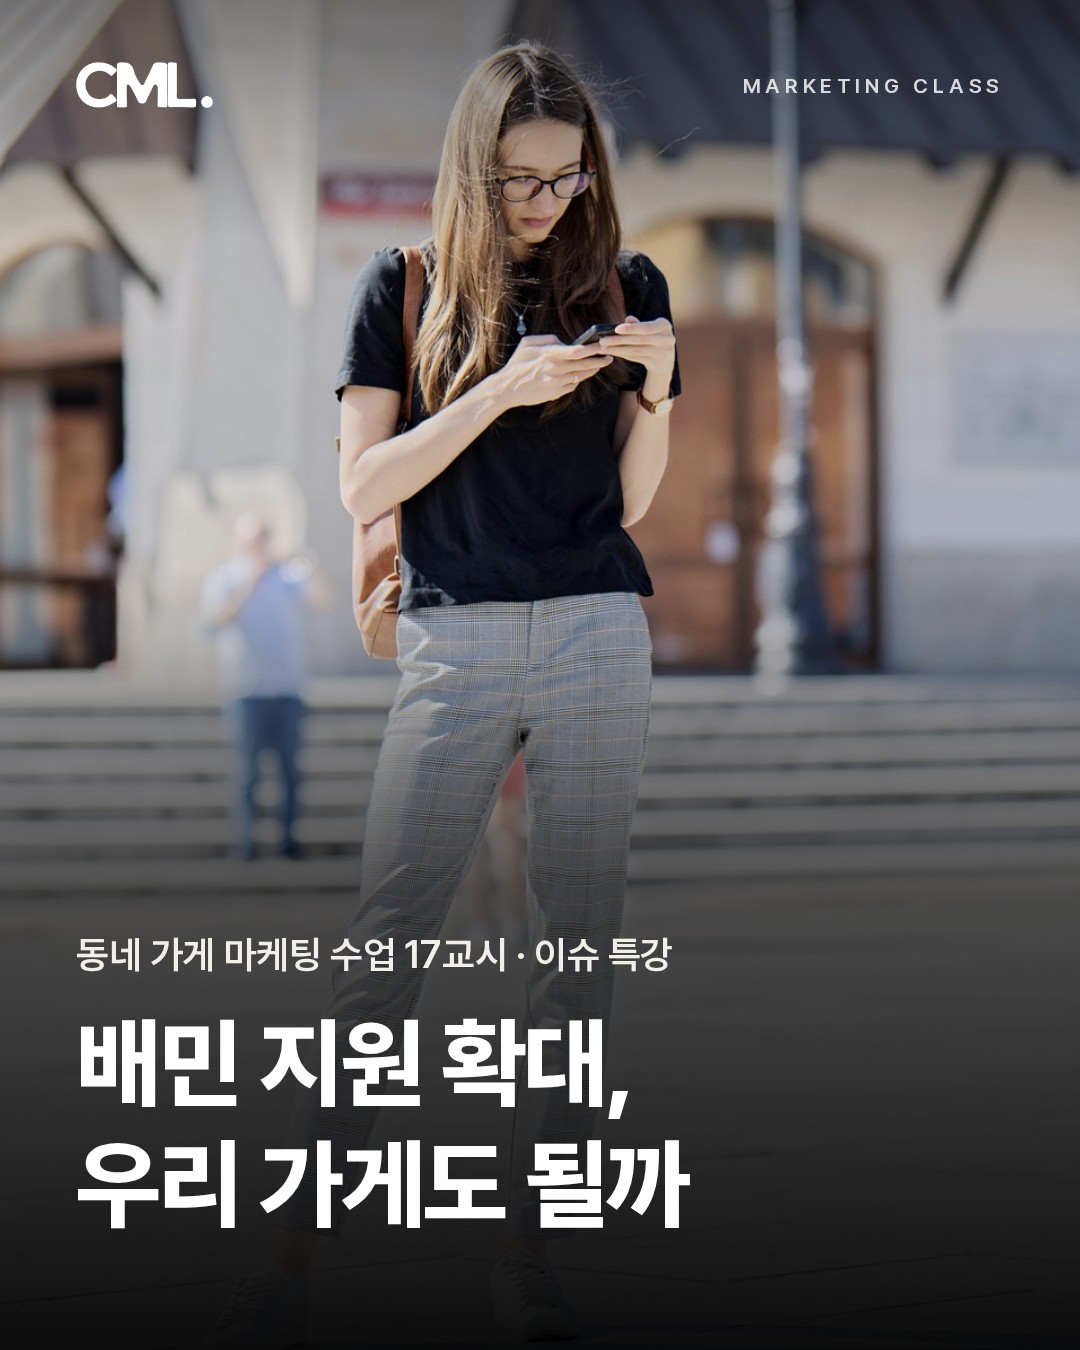 CML.
MARKETING CLASS
동네 가게 마케팅 수업 17교시 · 이슈 특강
배민 지원 확대,
우리 가게도 될까